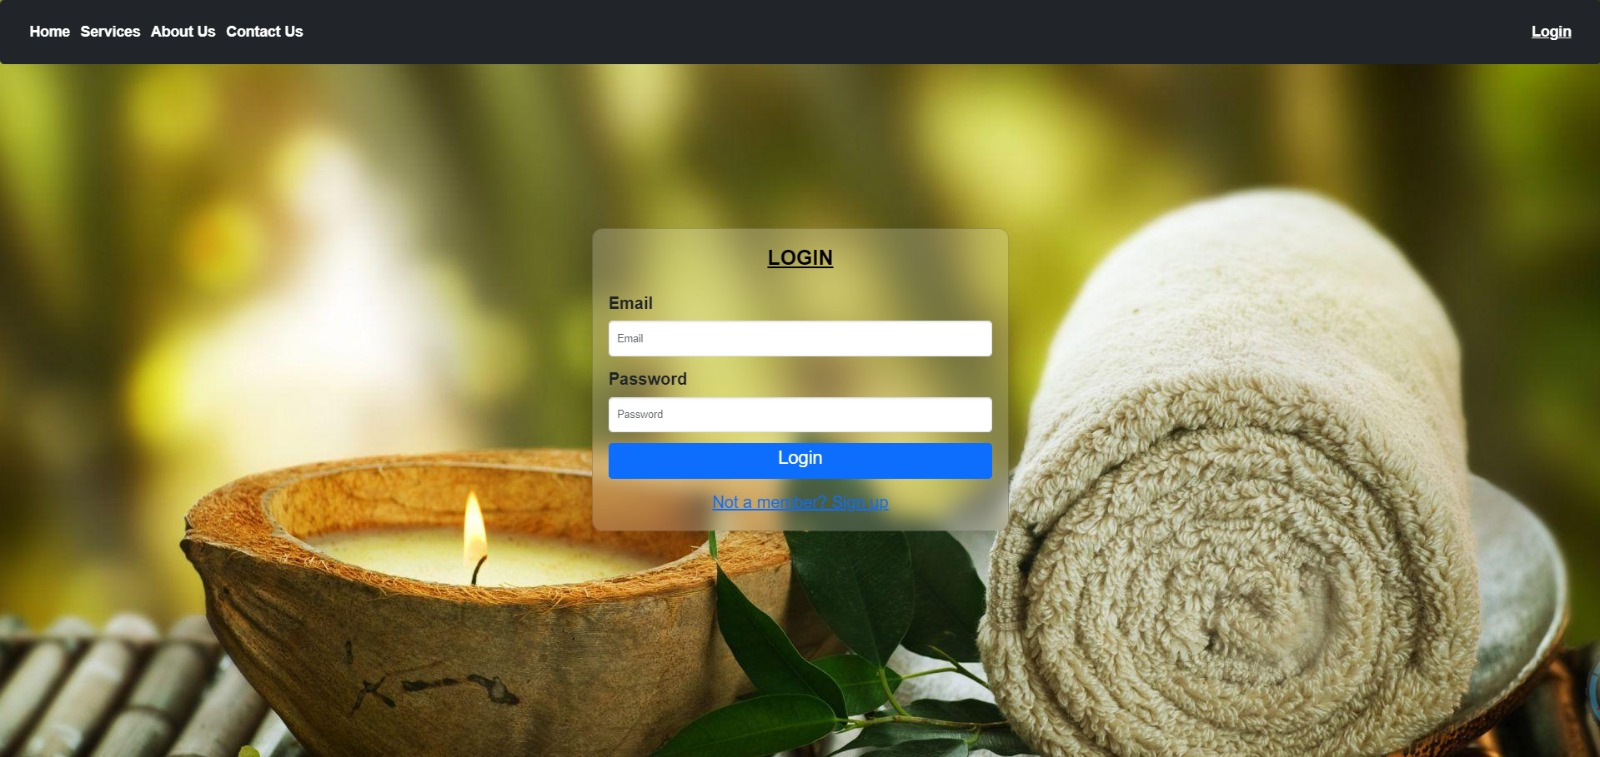 Home Services About Us Contact Us Login
LOGIN
Email
Email
Password
Password
Login
Not a member? Sign up